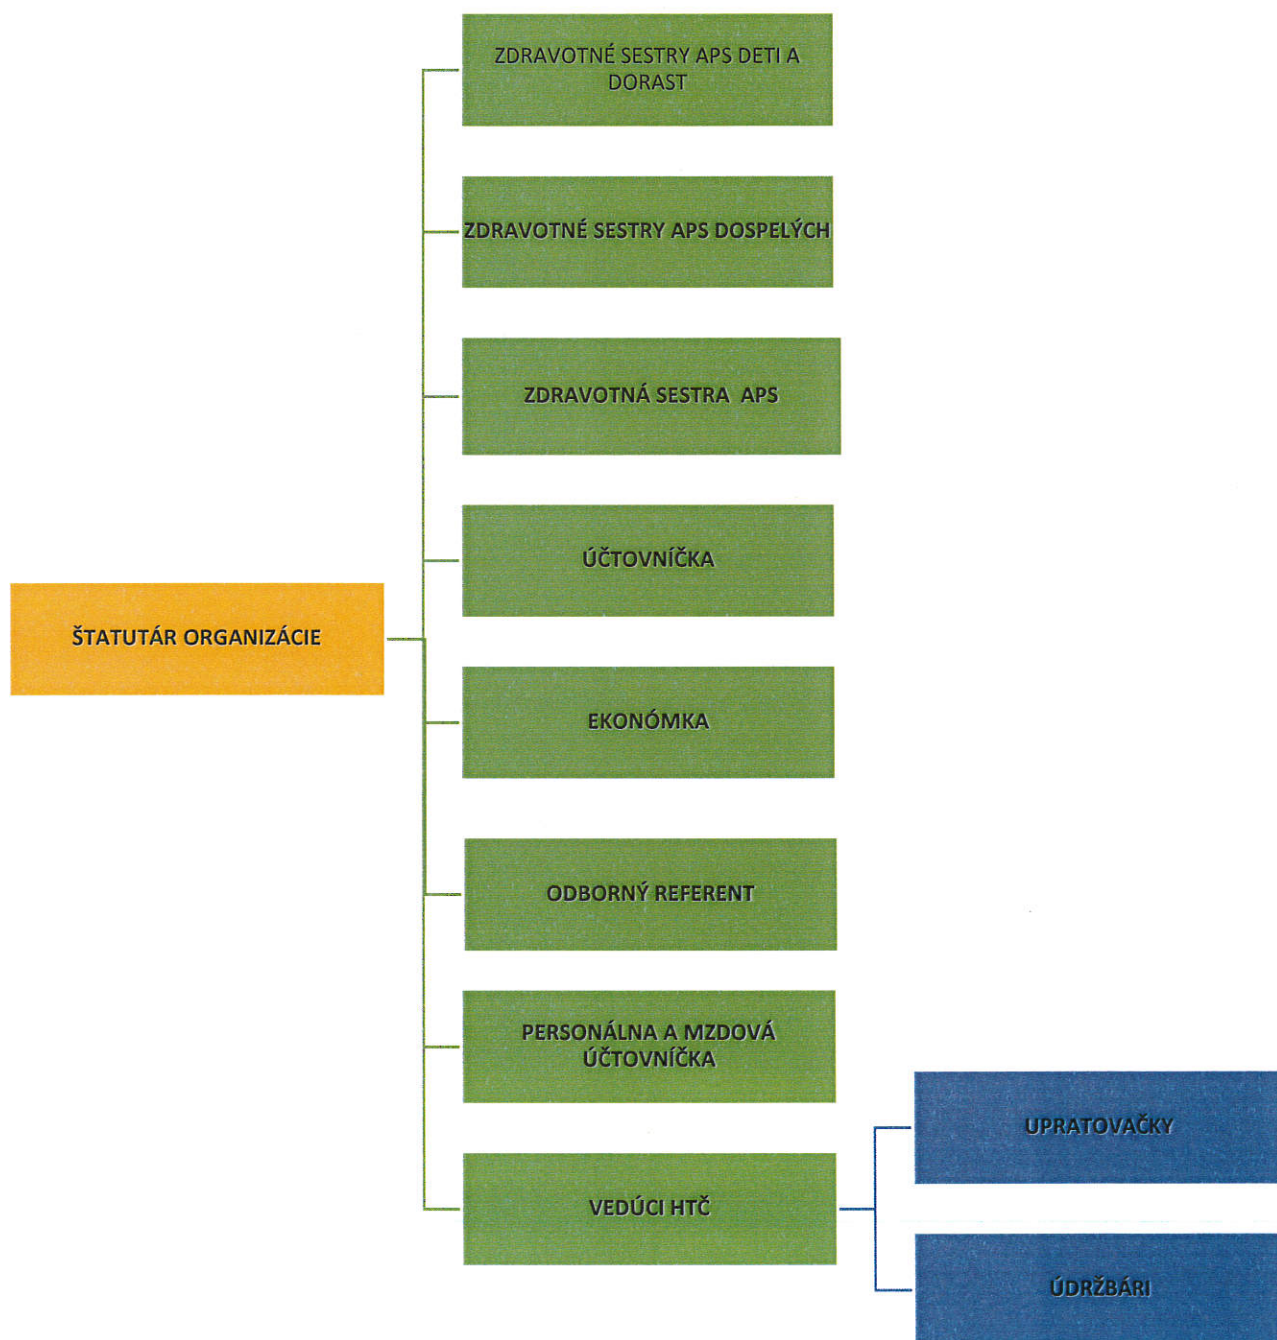 ZDRAVOTNÉ SESTRY APS DETI A
DORAST
ZDRAVOTNÉ SESTRY APS DOSPELÝCH
ZDRAVOTNÁ SESTRA APS
ÚČTOVNÍČKA
ŠTATUTÁR ORGANIZÁCIE
EKONÓMKA
ODBORNÝ REFERENT
PERSONÁLNA A MZDOVÁ
ÚČTOVNÍČKA
UPRATOVAČKY
VEDÚCI HTČ
ÚDRŽBÁRI